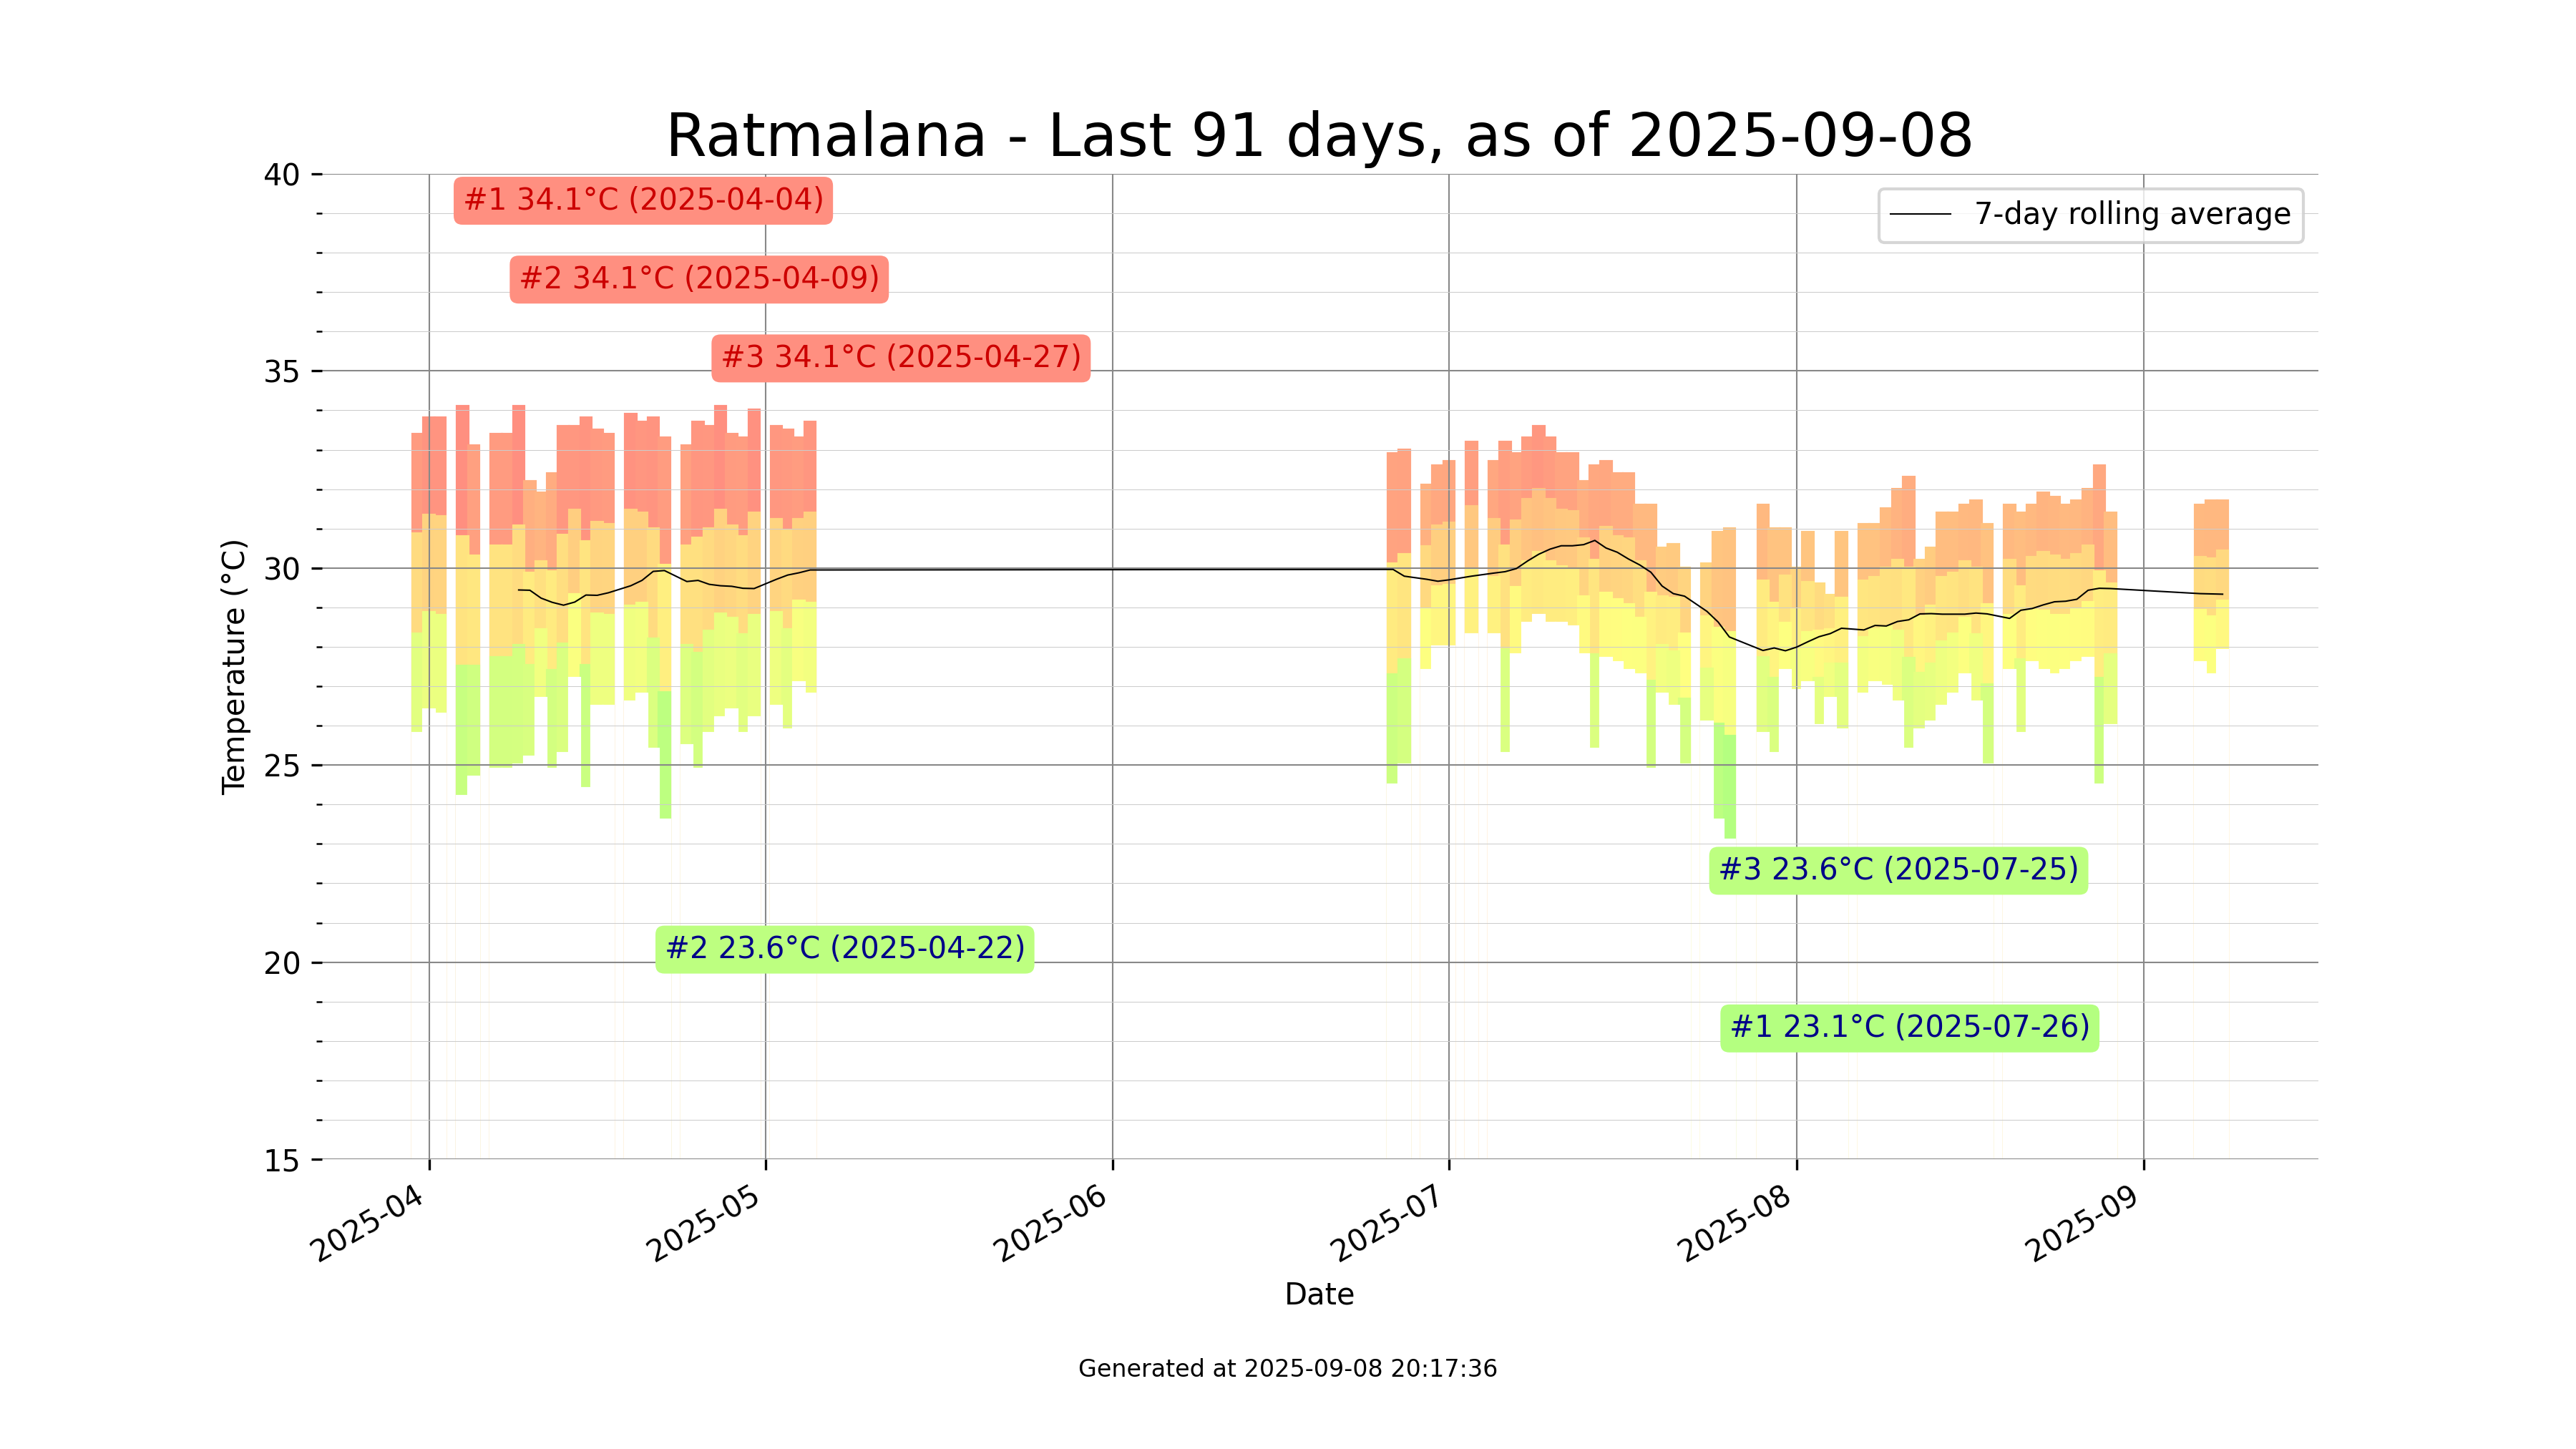 Ratmalana - Last 91 days, as of 2025-09-08
40
#1 34.1°C (2025-04-04)
7-day rolling average
#2 34.1°C (2025-04-09)
#3 34.1°C (2025-04-27)
35
30
Temperature (°C)
25
#3 23.6°C (2025-07-25)
#2 23.6°C (2025-04-22)
20
#1 23.1°C (2025-07-26)
15
2025-04
2025-05
2025-06
2025-07
2025-08
2025-09
Date
Generated at 2025-09-08 20:17:36